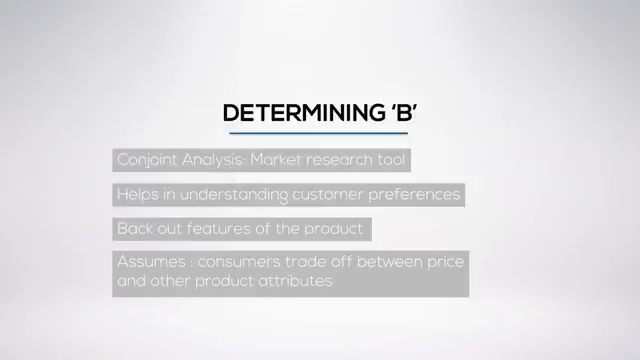 DETERMINING ‘B’
Conjoint Analysis- Market research tool
Helps in understanding customer preferences
Back out features of the product
Assumes : consumers trade off between price
and other product attributes